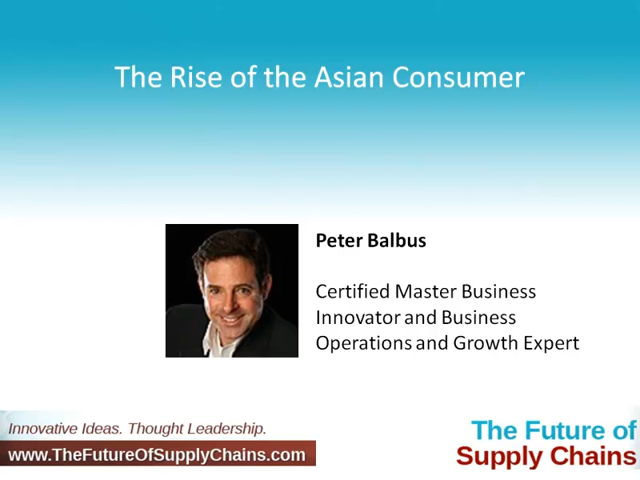 The Rise of the Asian Consumer
Peter Balbus
Certified Master Business
Innovator and Business
Operations and Growth Expert
Innovative Ideas. Thought Leadership.
www.TheFutureOfSupplyChains.com
The Future of
Supply Chains